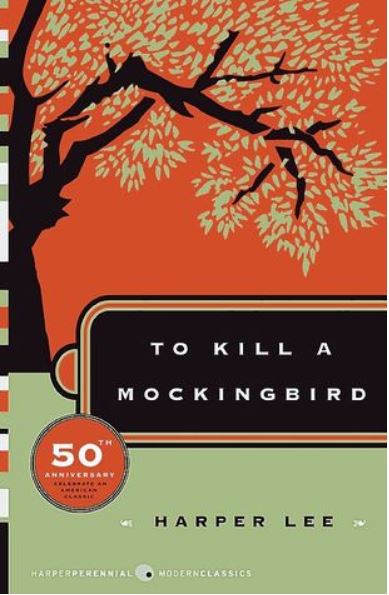 TO KILL A
MOCKINGBIRD
50TH
ANNIVERSARY
CELEBRATE AN
AMERICAN
CLASSIC
HARPER LEE
HARPERPERENNIAL MODERNCLASSICS